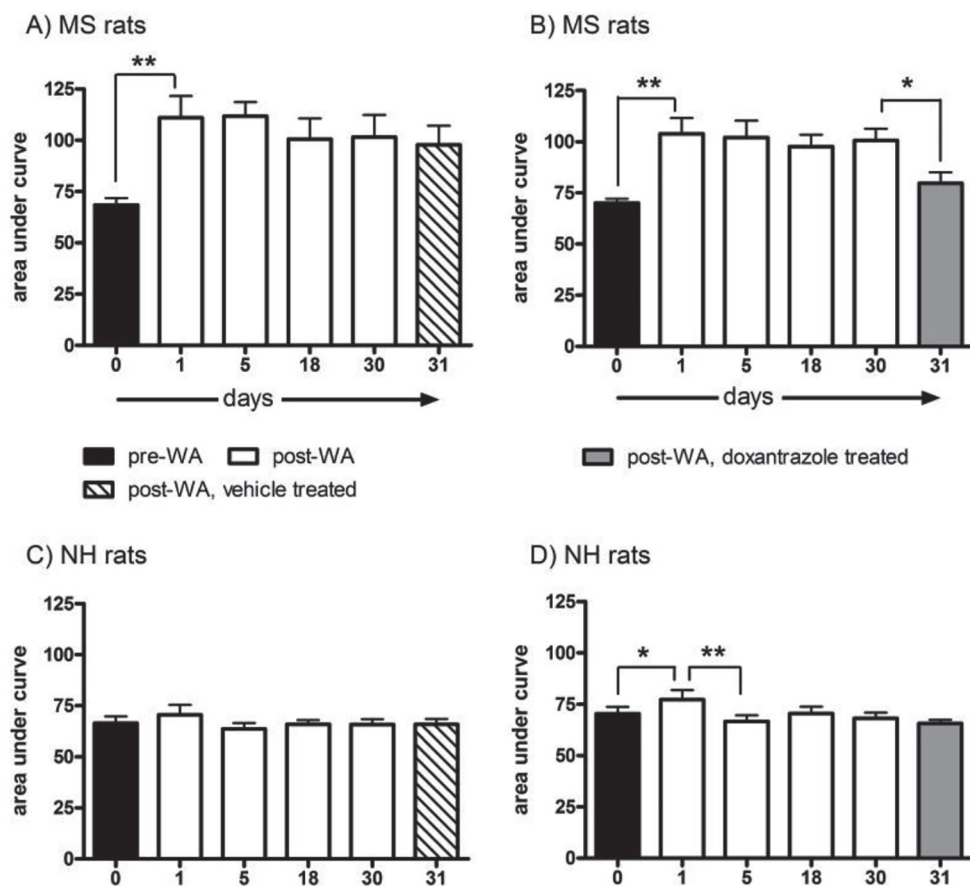 A) MS rats
**
125
100
75
50
25
0
area under curve
0 1 5 18 30 31
days
pre-WA post-WA
post-WA, vehicle treated
B) MS rats
** *
125
100
75
50
25
0
area under curve
0 1 5 18 30 31
days
post-WA, doxantrazole treated
C) NH rats
125
100
75
50
25
0
area under curve
0 1 5 18 30 31
D) NH rats
* **
125
100
75
50
25
0
area under curve
0 1 5 18 30 31